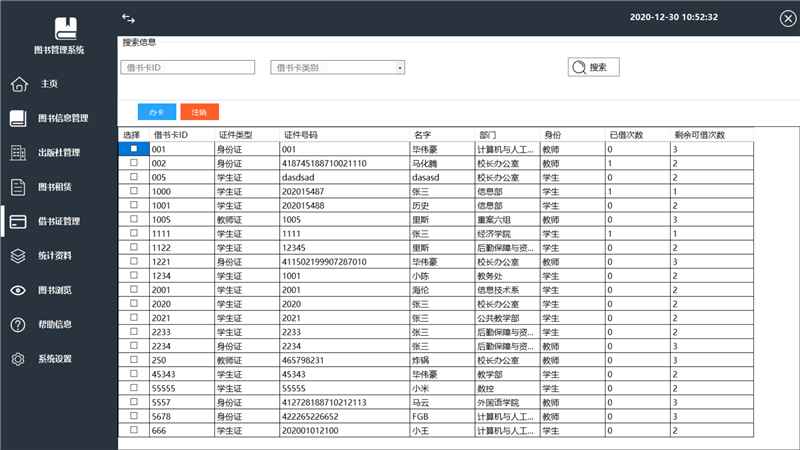 2020-12-30 10:52:32
图书管理系统
主页
图书信息管理
出版社管理
图书租赁
借书证管理
统计资料
图书浏览
帮助信息
系统设置
搜索信息
借书卡ID 借书卡类别 搜索
办卡 注销
选择 借书卡ID 证件类型 证件号码 名字 部门 身份 已借次数 剩余可借次数
001 身份证 001 毕伟豪 计算机与人工... 教师 0 3
002 身份证 418745188710021110 马化腾 校长办公室 教师 1 2
005 学生证 dasdsad dasasd 校长办公室 学生 0 2
1000 学生证 202015487 张三 信息部 学生 1 1
1001 学生证 202015488 历史 信息部 学生 0 2
1005 教师证 1005 里斯 重案六组 教师 0 3
1111 学生证 1111 张三 经济学院 学生 1 1
1122 学生证 12345 里斯 后勤保障与资... 学生 0 2
1221 身份证 411502199907287010 毕伟豪 校长办公室 教师 0 3
1234 学生证 1001 小陈 教务处 学生 0 2
2001 学生证 2001 海伦 信息技术系 学生 0 2
2020 学生证 2020 张三 校长办公室 学生 0 2
2021 学生证 2021 张三 公共教学部 学生 0 2
2233 学生证 2233 张三 后勤保障与资... 学生 0 2
2234 身份证 2234 张三 后勤保障与资... 教师 0 3
250 教师证 465798231 炸锅 校长办公室 教师 0 3
45343 学生证 45343 毕伟豪 教学部 学生 0 2
55555 学生证 55555 小米 数控 学生 0 2
5557 身份证 412728188710212113 马云 外国语学院 教师 0 3
5678 身份证 422265226652 FGB 计算机与人工... 教师 0 3
666 学生证 202001012100 小王 计算机与人工... 学生 0 2